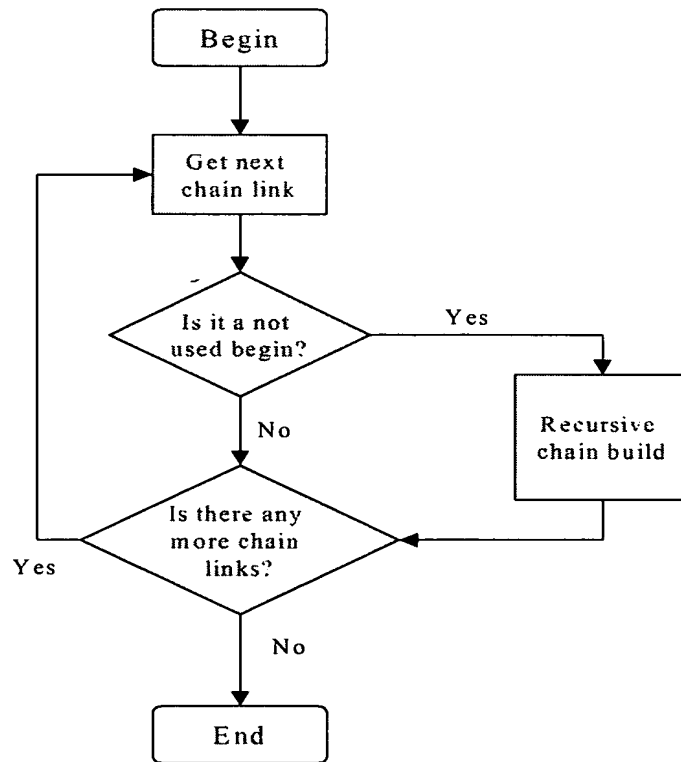 Begin
Get next
chain link
Is it a not
used begin?
Yes
Recursive
chain build
No
Is there any
more chain
links?
Yes
No
End